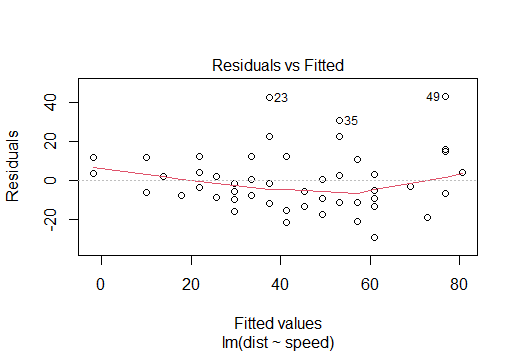 Residuals vs Fitted
Residuals
40
20
0
-20
23
35
49
0 20 40 60 80
Fitted values
lm(dist ~ speed)